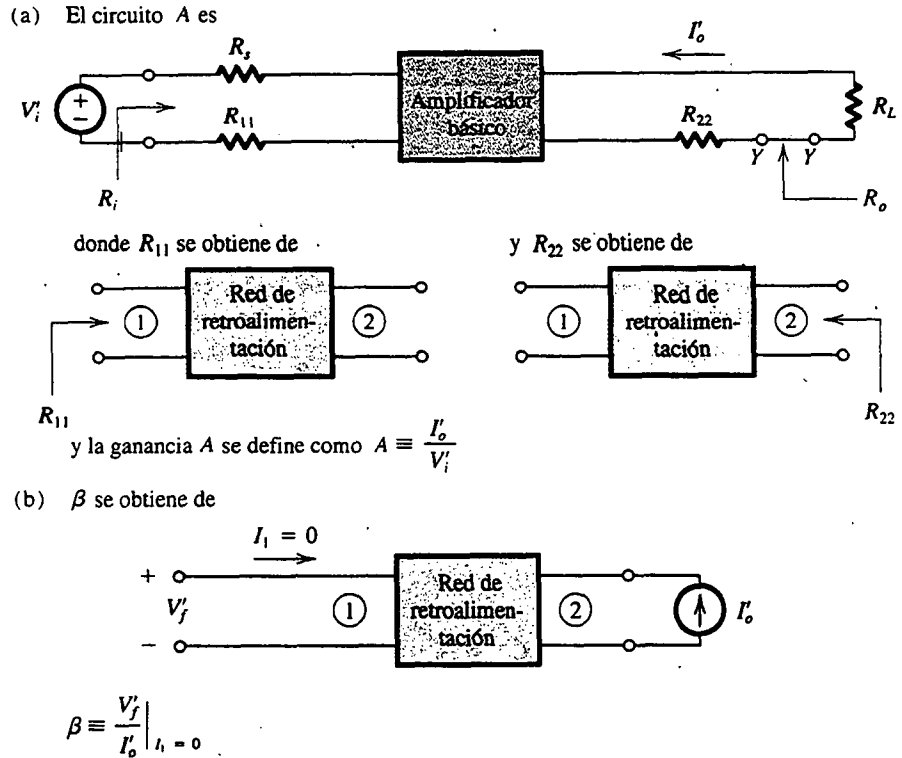 (a) El circuito A es
I'o
Rs
V'i
+
−
Amplificador
básico
R11
R22
RL
Y Y
Ri
Ro
donde R11 se obtiene de
y R22 se obtiene de
1
Red de
retroalimen-
tación
2
1
Red de
retroalimen-
tación
2
R11
R22
y la ganancia A se define como A ≡ I'o / V'i
(b) β se obtiene de
I1 = 0
+
V'f
−
1
Red de
retroalimen-
tación
2
I'o
β ≡ V'f / I'o | I1 = 0